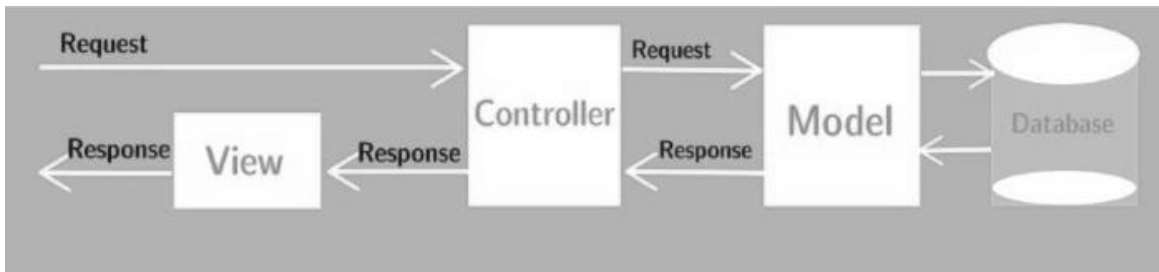 Request
Request
Controller
Model
Database
Response
View
Response
Response